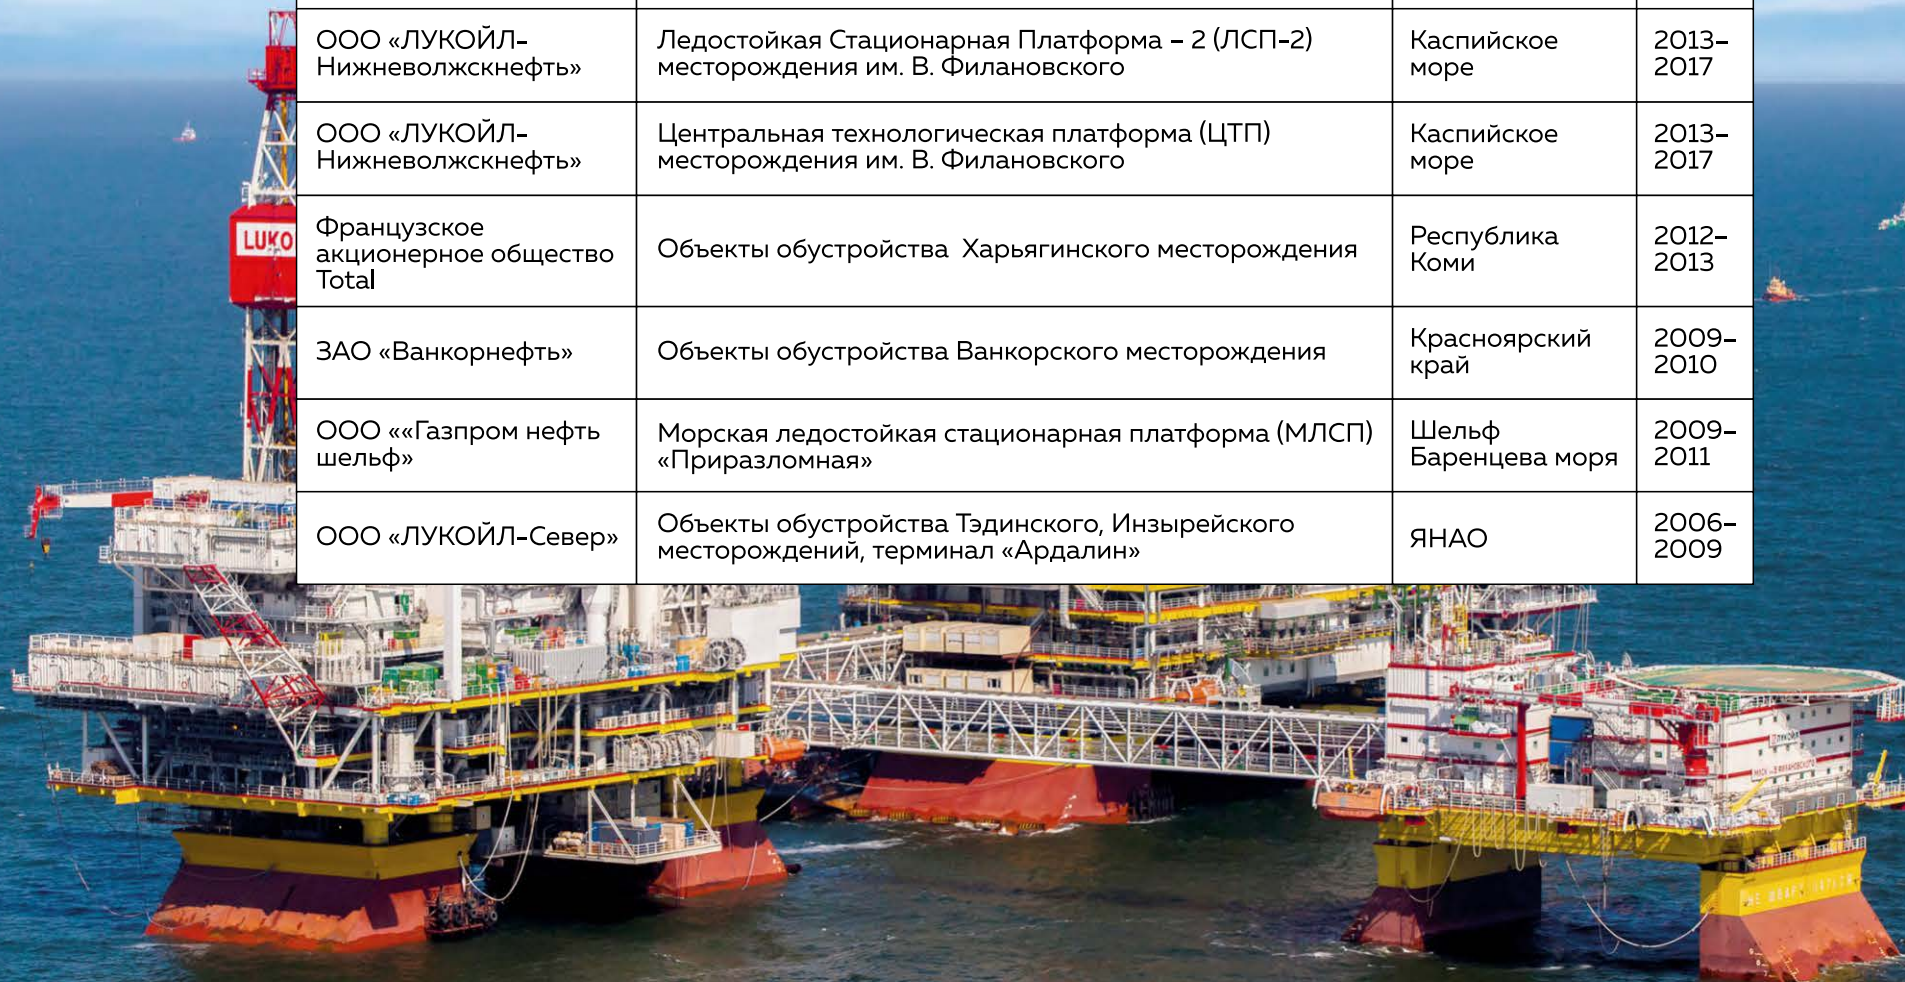 ООО «ЛУКОЙЛ-
Нижневолжскнефть»
Ледостойкая Стационарная Платформа – 2 (ЛСП-2)
месторождения им. В. Филановского
Каспийское
море
2013–
2017
ООО «ЛУКОЙЛ-
Нижневолжскнефть»
Центральная технологическая платформа (ЦТП)
месторождения им. В. Филановского
Каспийское
море
2013–
2017
Французское
акционерное общество
Total
Объекты обустройства Харьягинского месторождения
Республика
Коми
2012–
2013
ЗАО «Ванкорнефть»
Объекты обустройства Ванкорского месторождения
Красноярский
край
2009–
2010
ООО ««Газпром нефть
шельф»
Морская ледостойкая стационарная платформа (МЛСП)
«Приразломная»
Шельф
Баренцева моря
2009–
2011
ООО «ЛУКОЙЛ-Север»
Объекты обустройства Тэдинского, Инзырейского
месторождений, терминал «Ардалин»
ЯНАО
2006–
2009
LUKO